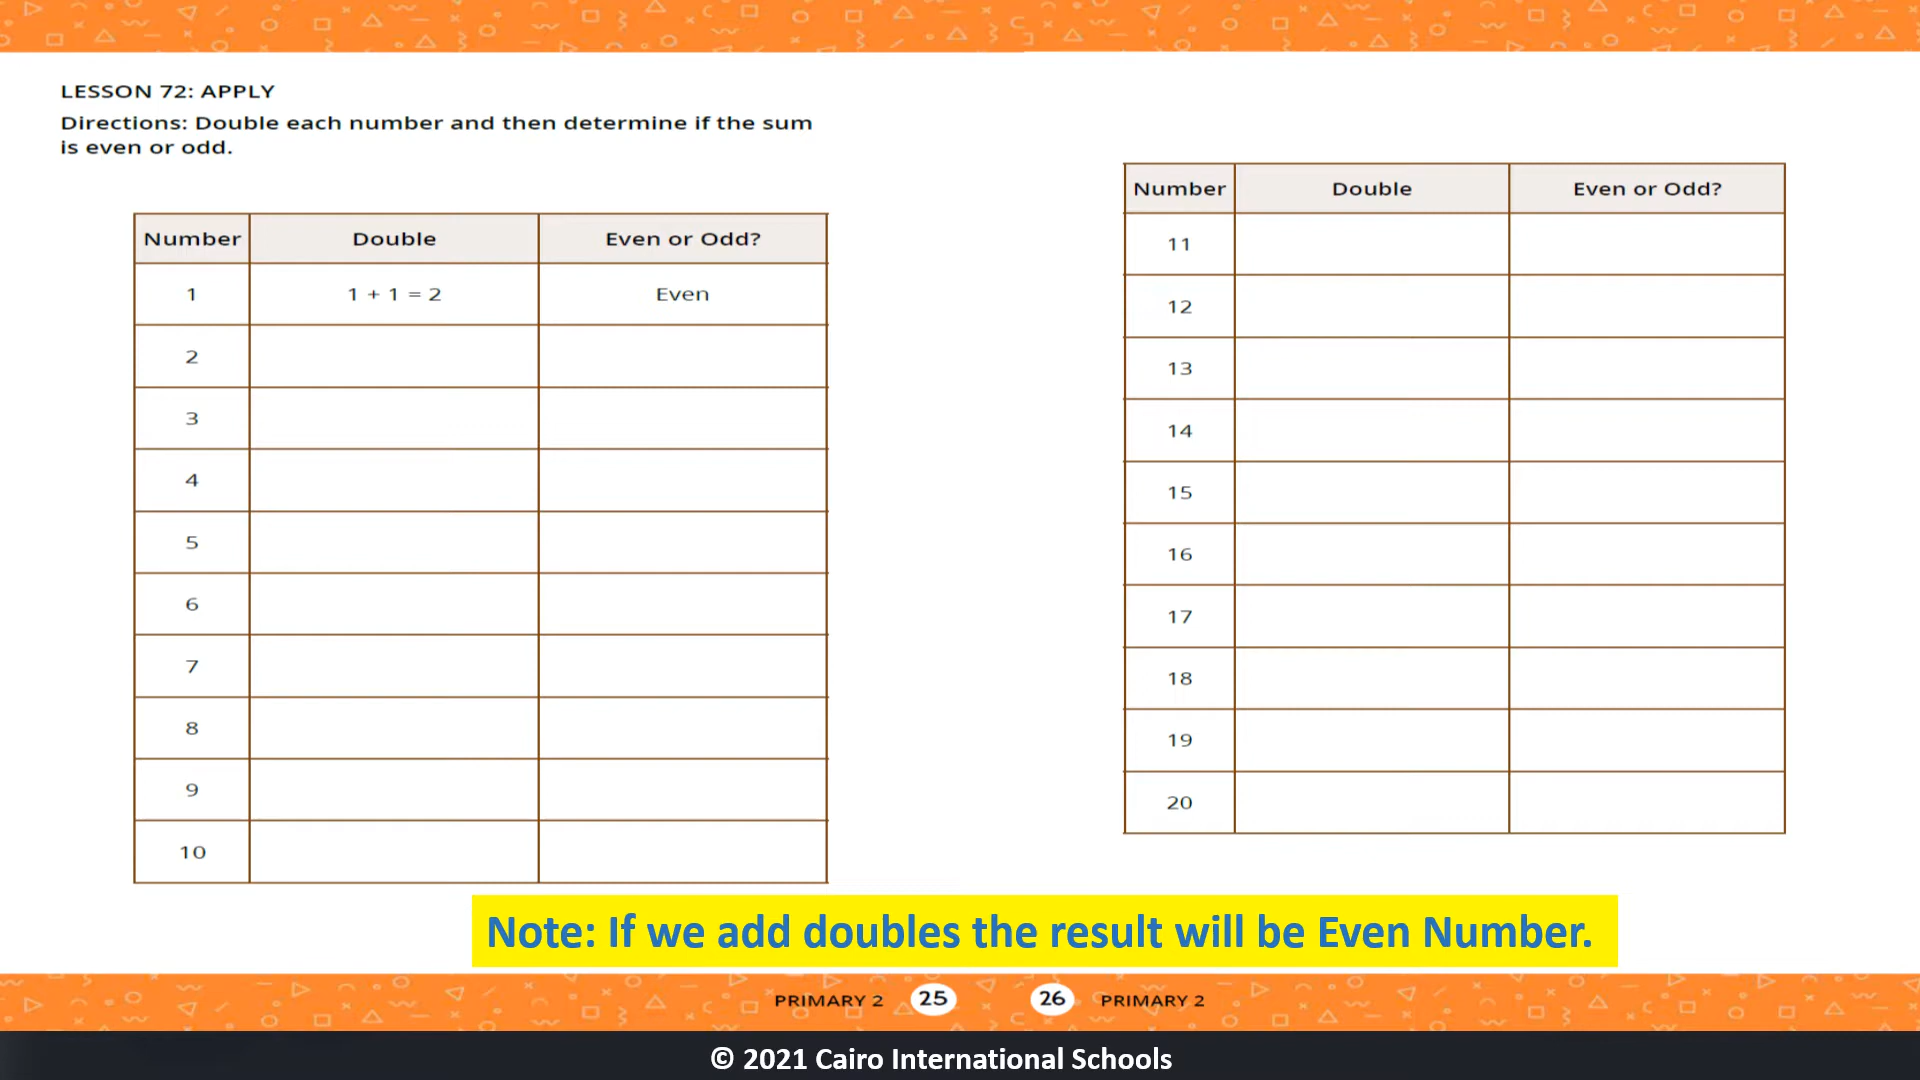 LESSON 72: APPLY
Directions: Double each number and then determine if the sum
is even or odd.
Number Double Even or Odd?
1 1 + 1 = 2 Even
2
3
4
5
6
7
8
9
10
Number Double Even or Odd?
11
12
13
14
15
16
17
18
19
20
Note: If we add doubles the result will be Even Number.
PRIMARY 2 25 26 PRIMARY 2
© 2021 Cairo International Schools